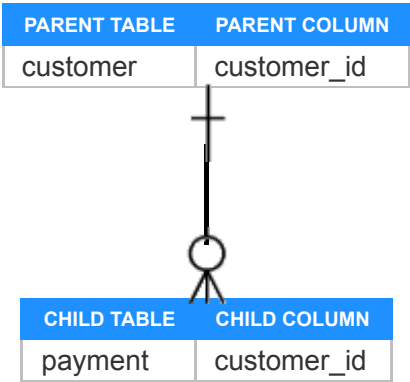 PARENT TABLE PARENT COLUMN
customer customer_id
CHILD TABLE CHILD COLUMN
payment customer_id